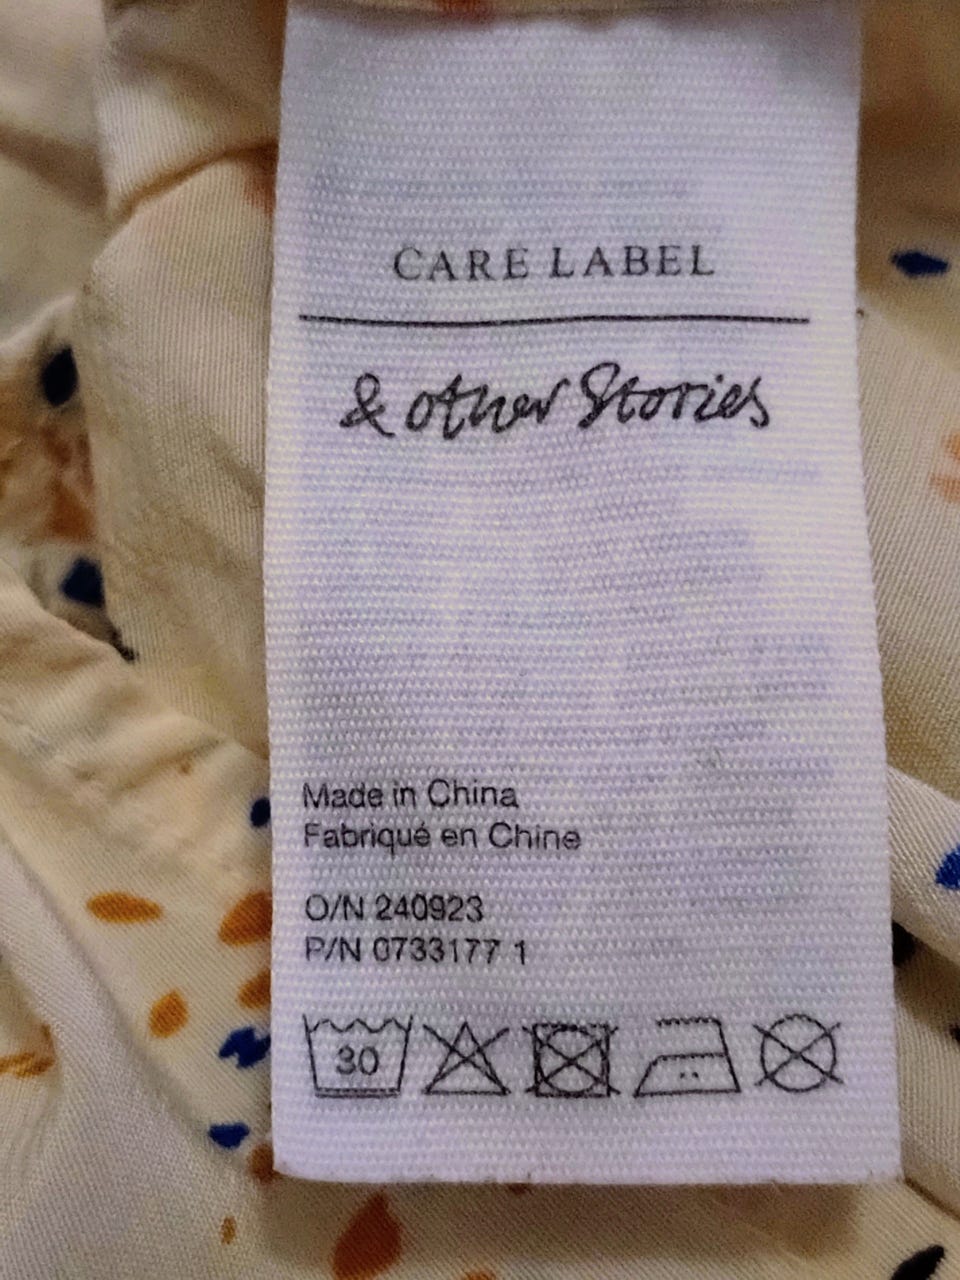 CARE LABEL
& other Stories
Made in China
Fabriqué en Chine
O/N 240923
P/N 0733177 1
30